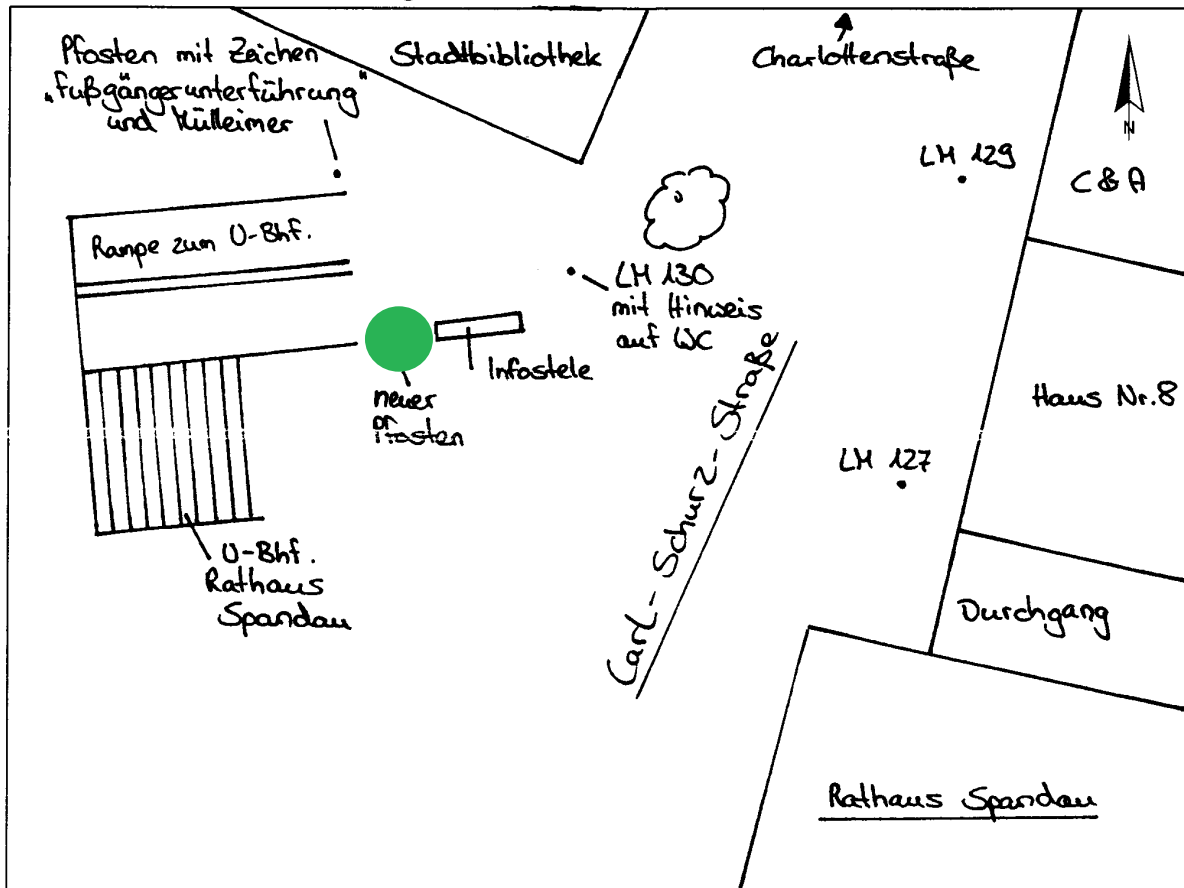 Pfosten mit Zeichen
„Fußgängerunterführung“
und Mülleimer
Stadtbibliothek
Charlottenstraße
N
LM 129
C & A
Rampe zum U-Bhf.
LM 130
mit Hinweis
auf WC
Infostele
neuer
Pfosten
Carl-Schurz-Straße
Haus Nr. 8
LM 127
U-Bhf.
Rathaus
Spandau
Durchgang
Rathaus Spandau